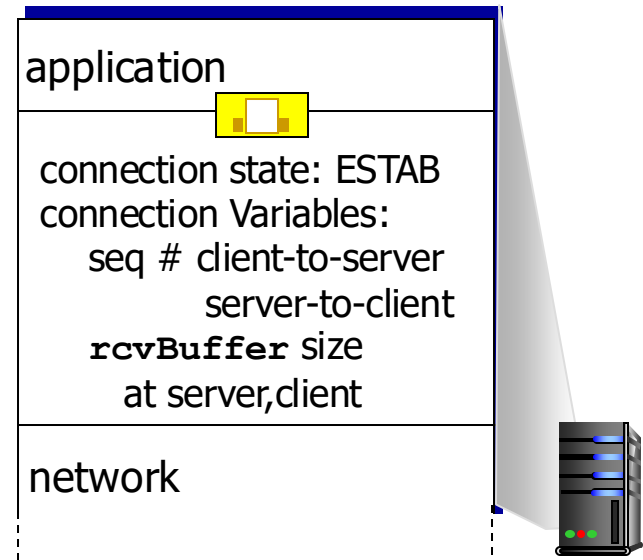 application
connection state: ESTAB
connection Variables:
seq # client-to-server
server-to-client
rcvBuffer size
at server,client
network